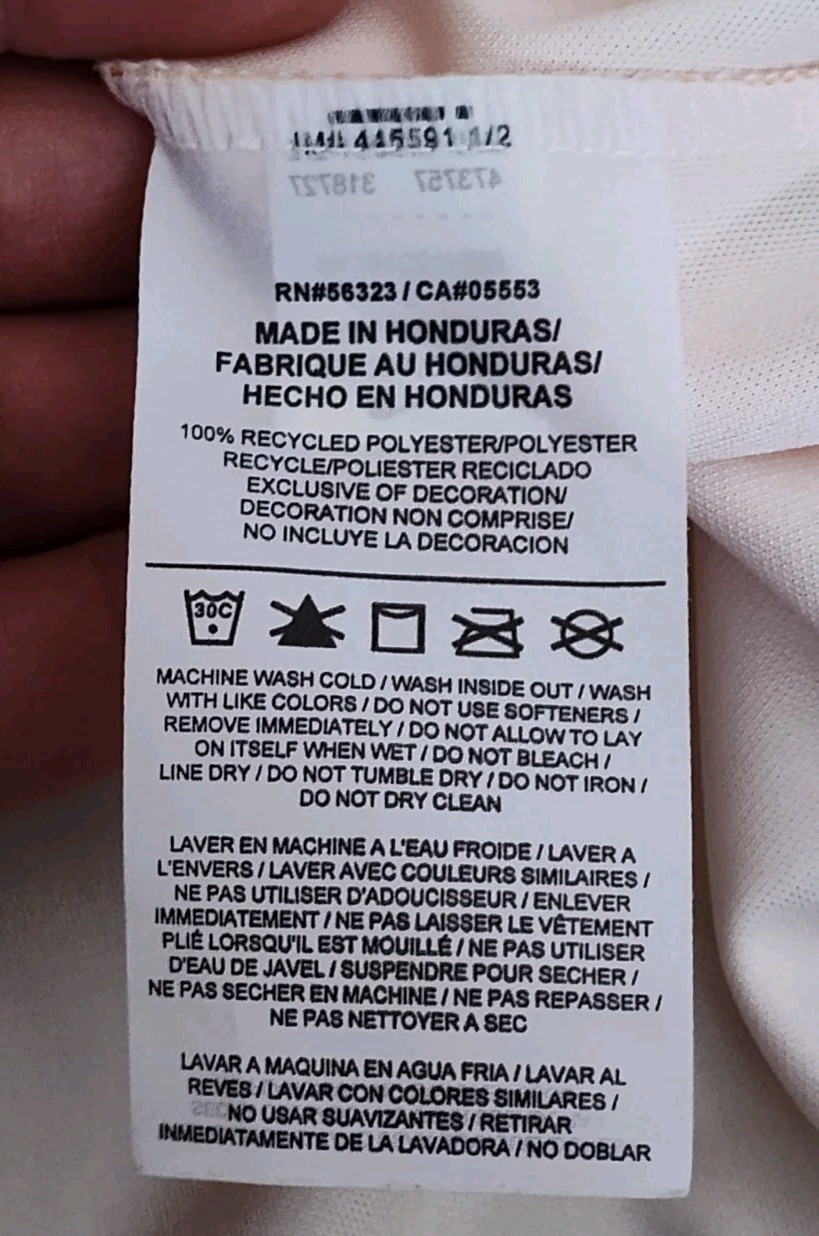 445591 1/2
473757 318727
RN#56323 / CA#05553
MADE IN HONDURAS/
FABRIQUE AU HONDURAS/
HECHO EN HONDURAS
100% RECYCLED POLYESTER/POLYESTER
RECYCLE/POLIESTER RECICLADO
EXCLUSIVE OF DECORATION/
DECORATION NON COMPRISE/
NO INCLUYE LA DECORACION
30C
MACHINE WASH COLD / WASH INSIDE OUT / WASH
WITH LIKE COLORS / DO NOT USE SOFTENERS /
REMOVE IMMEDIATELY / DO NOT ALLOW TO LAY
ON ITSELF WHEN WET / DO NOT BLEACH /
LINE DRY / DO NOT TUMBLE DRY / DO NOT IRON /
DO NOT DRY CLEAN
LAVER EN MACHINE A L'EAU FROIDE / LAVER A
L'ENVERS / LAVER AVEC COULEURS SIMILAIRES /
NE PAS UTILISER D'ADOUCISSEUR / ENLEVER
IMMEDIATEMENT / NE PAS LAISSER LE VÊTEMENT
PLIÉ LORSQU'IL EST MOUILLÉ / NE PAS UTILISER
D'EAU DE JAVEL / SUSPENDRE POUR SECHER /
NE PAS SECHER EN MACHINE / NE PAS REPASSER /
NE PAS NETTOYER A SEC
LAVAR A MAQUINA EN AGUA FRIA / LAVAR AL
REVES / LAVAR CON COLORES SIMILARES /
NO USAR SUAVIZANTES / RETIRAR
INMEDIATAMENTE DE LA LAVADORA / NO DOBLAR